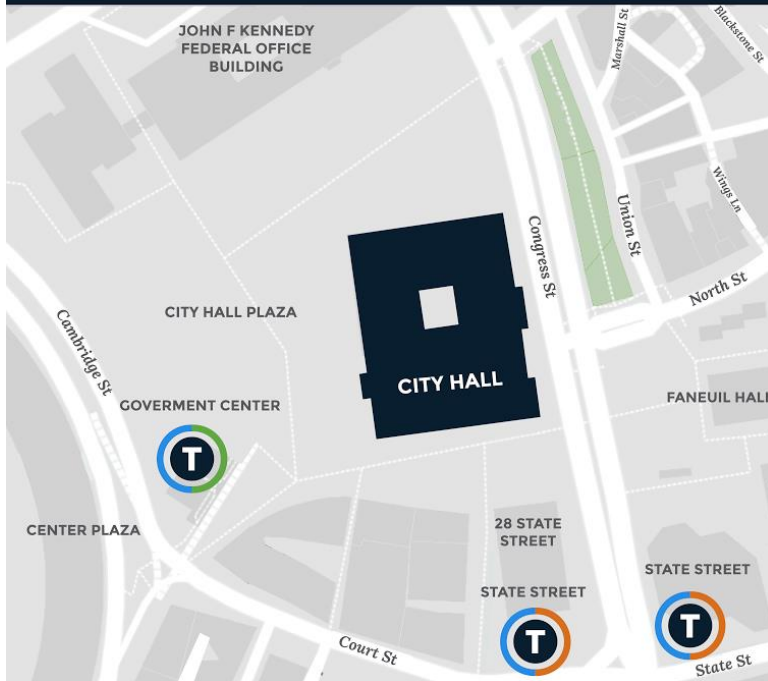 JOHN F KENNEDY
FEDERAL OFFICE
BUILDING
Marshall St
Blackstone St
Wings Ln
Union St
Congress St
North St
CITY HALL PLAZA
Cambridge St
CITY HALL
GOVERMENT CENTER
FANEUIL HALL
T
CENTER PLAZA
28 STATE
STREET
STATE STREET
T
STATE STREET
T
Court St
State St